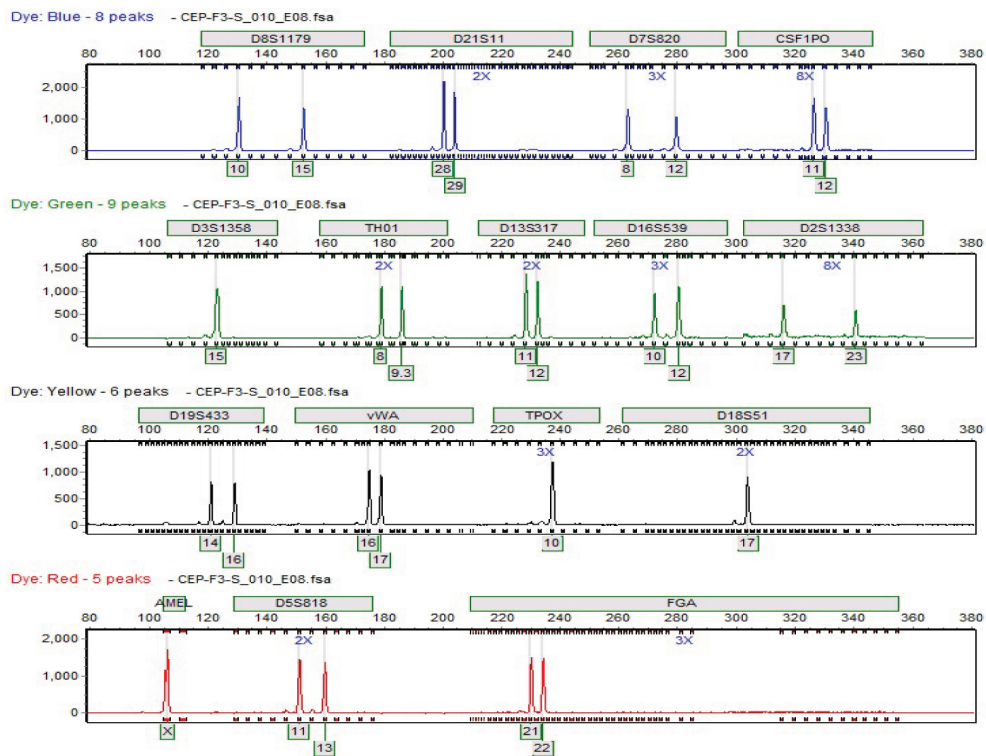 Dye: Blue - 8 peaks - CEP-F3-S_010_E08.fsa
D8S1179 D21S11 D7S820 CSF1PO
80 100 120 140 160 180 200 220 240 260 280 300 320 340 360 380
2X 3X 8X
2,000
1,000
0
10 15 28 8 12 11
29 12
Dye: Green - 9 peaks - CEP-F3-S_010_E08.fsa
D3S1358 TH01 D13S317 D16S539 D2S1338
80 100 120 140 160 180 200 220 240 260 280 300 320 340 360 380
1,500 2X 2X 3X 8X
1,000
500
0
15 8 11 10 17 23
9.3 12 12
Dye: Yellow - 6 peaks - CEP-F3-S_010_E08.fsa
D19S433 vWA TPOX D18S51
80 100 120 140 160 180 200 220 240 260 280 300 320 340 360 380
1,500 3X 2X
1,000
500
0
14 16 10 17
16 17
Dye: Red - 5 peaks - CEP-F3-S_010_E08.fsa
AMEL D5S818 FGA
80 100 120 140 160 180 200 220 240 260 280 300 320 340 360 380
2,000 2X 3X
1,000
0
X 11 21
13 22